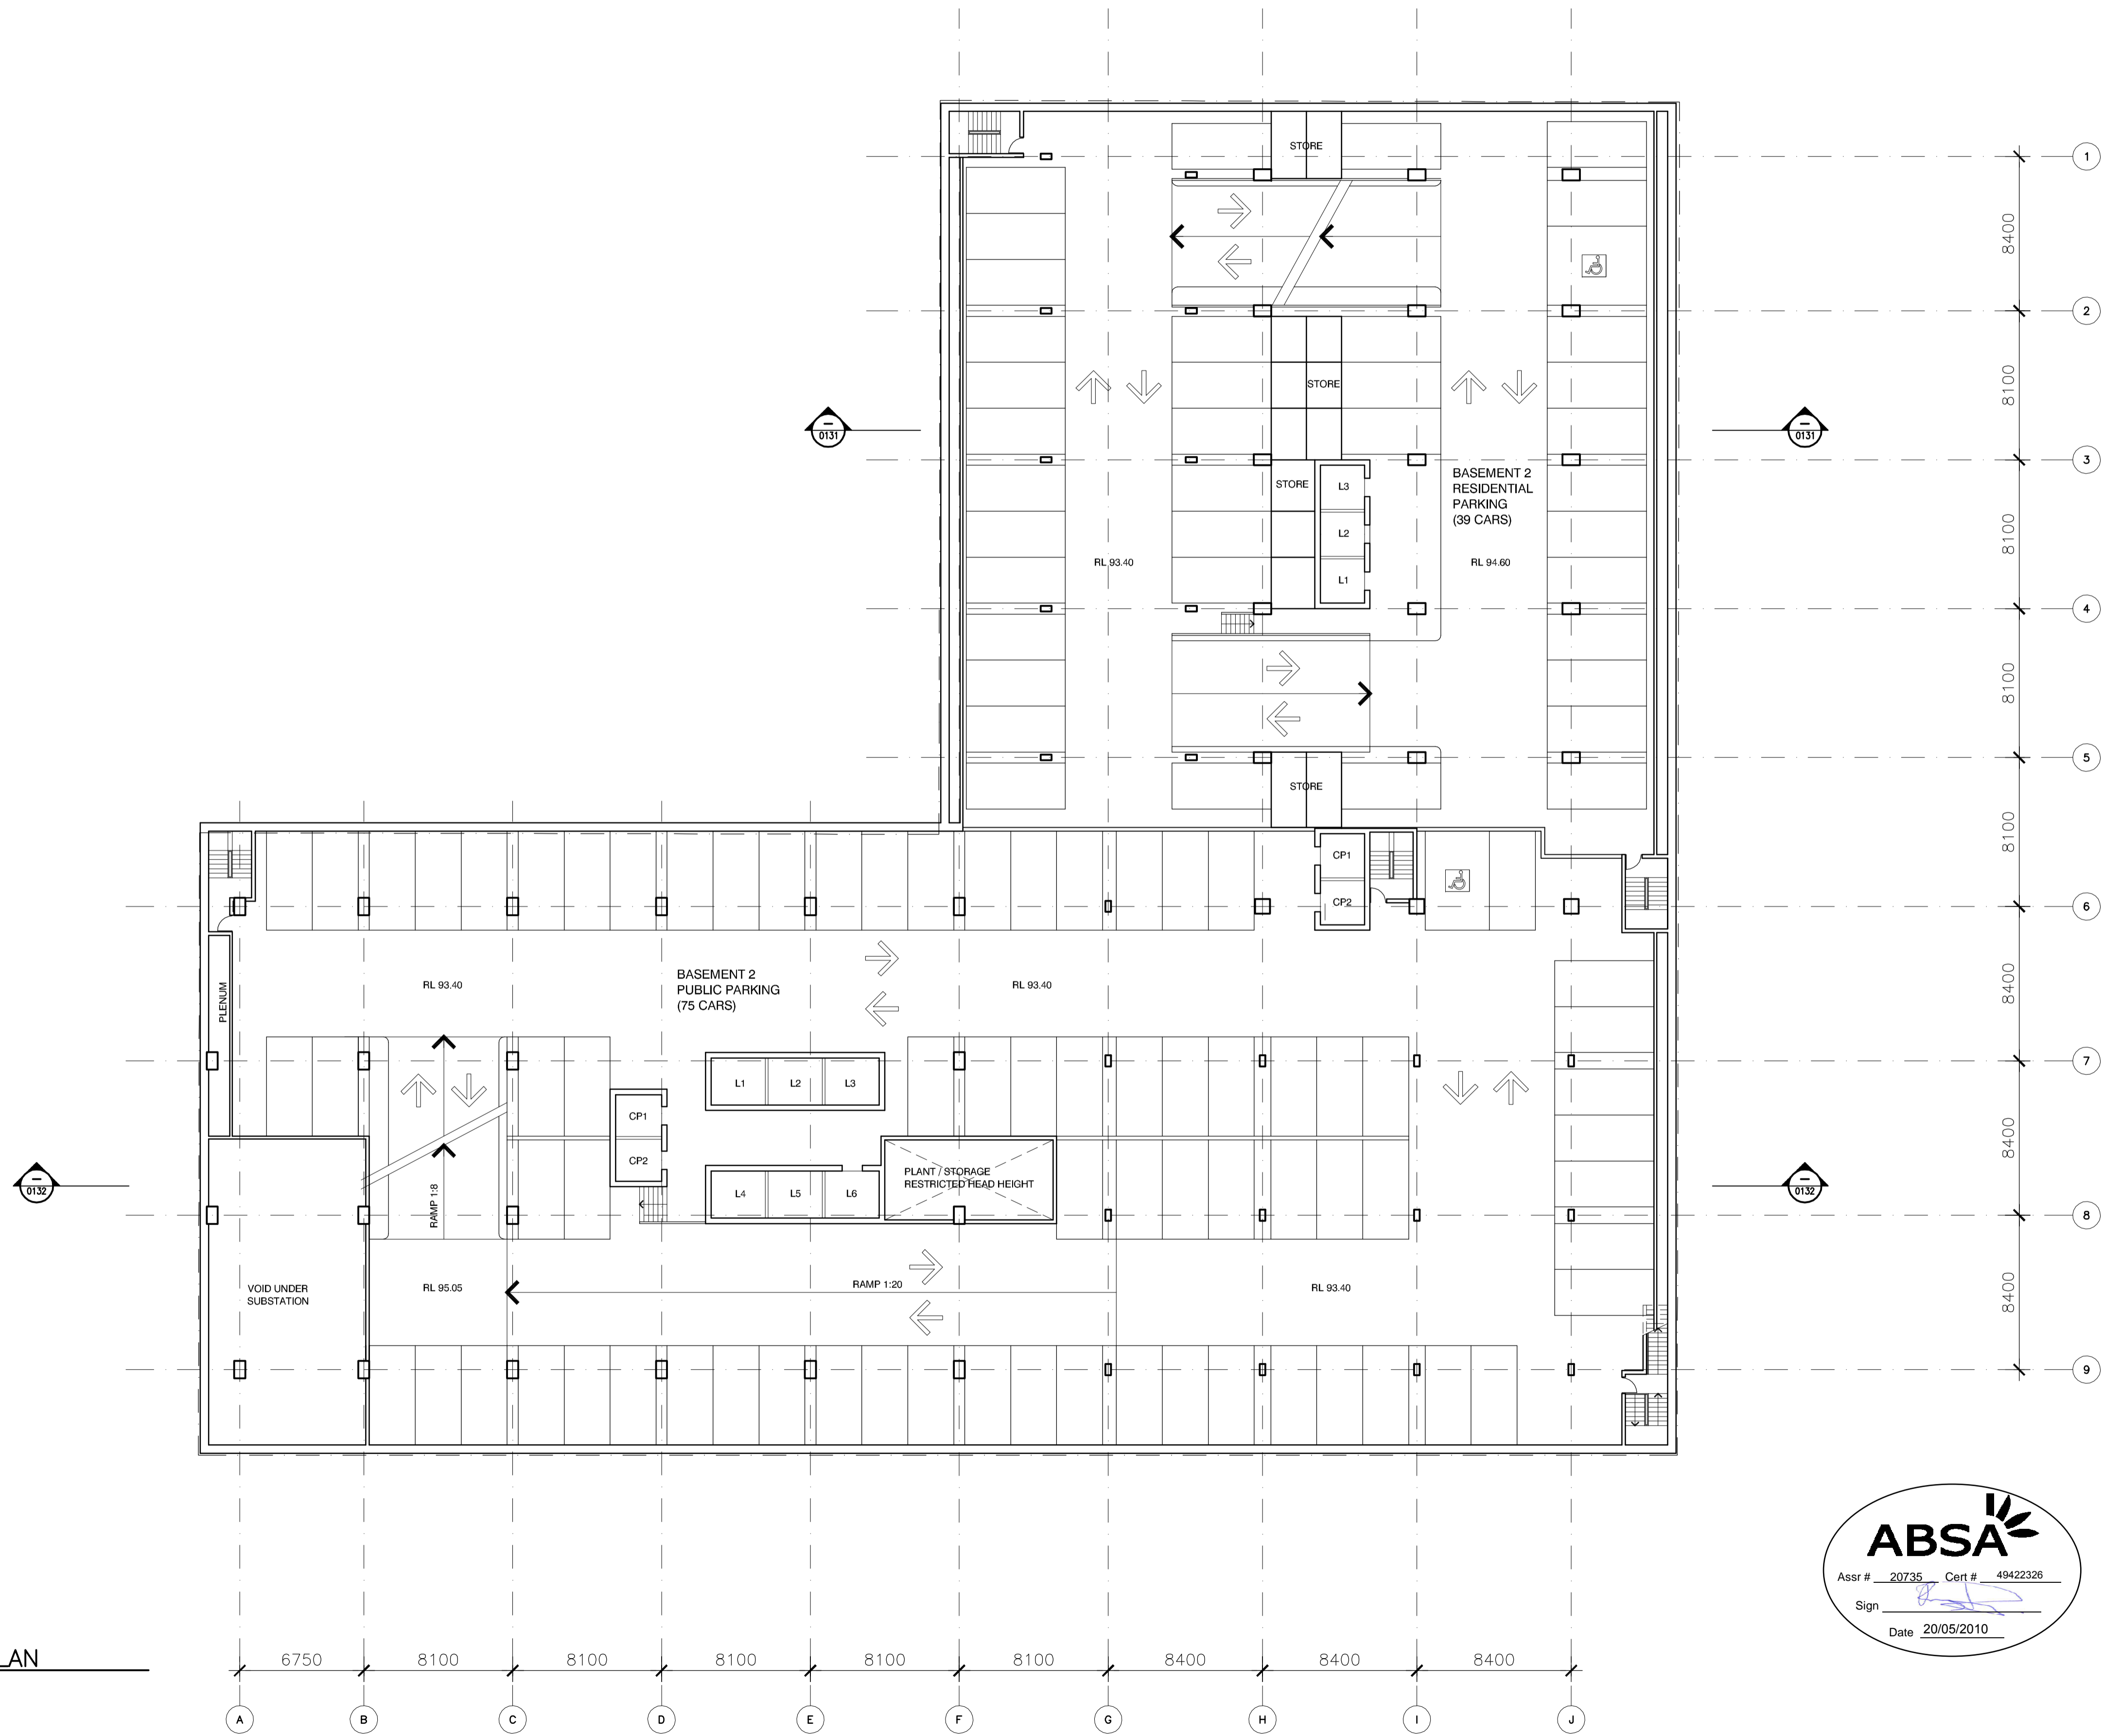 STORE
1
8400
2
8100
STORE
0131
0131
3
STORE
L3
BASEMENT 2
RESIDENTIAL
PARKING
(39 CARS)
L2
8100
RL 93.40
RL 94.60
L1
4
8100
5
STORE
8100
CP1
CP2
6
PLENUM
RL 93.40
BASEMENT 2
PUBLIC PARKING
(75 CARS)
RL 93.40
8400
7
L1
L2
L3
CP1
8400
CP2
PLANT / STORAGE
RESTRICTED HEAD HEIGHT
0132
L4
L5
L6
0132
RAMP 1:8
8
VOID UNDER
SUBSTATION
RL 95.05
RAMP 1:20
RL 93.40
8400
9
ABSA
Assr # 20735 Cert # 49422326
Sign
Date 20/05/2010
LAN
6750
8100
8100
8100
8100
8100
8400
8400
8400
A
B
C
D
E
F
G
H
I
J